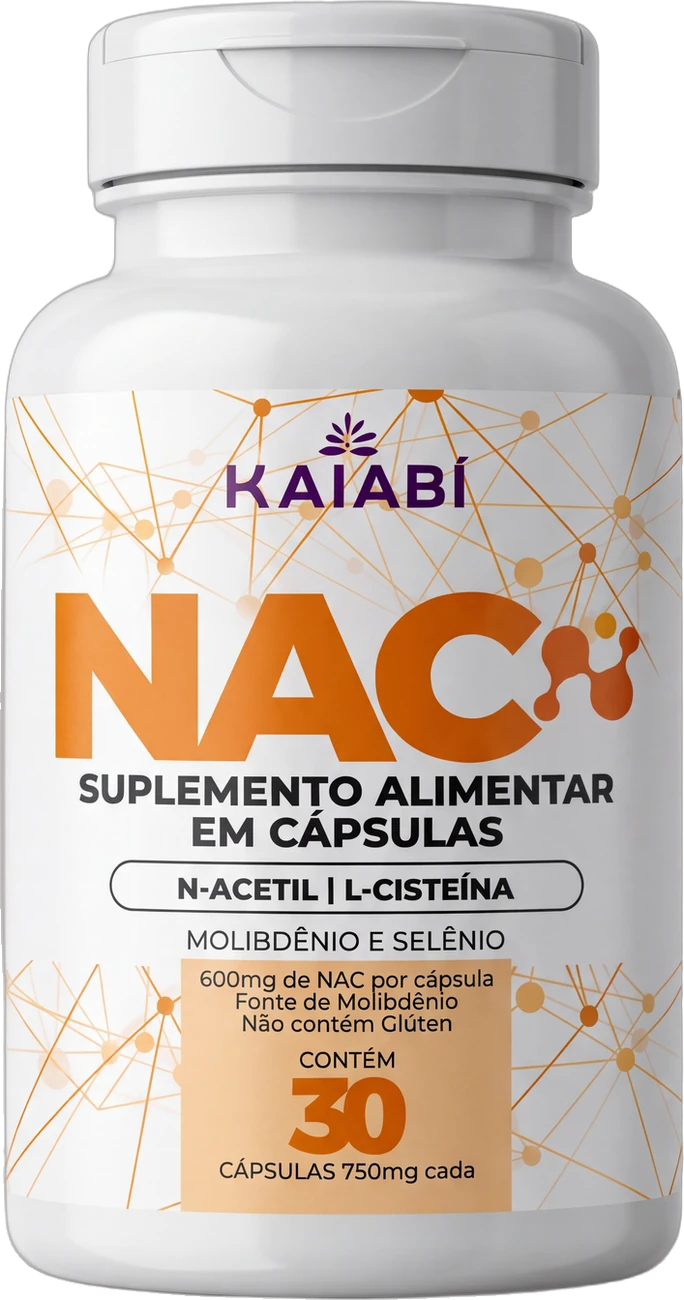 KAIABÍ
NAC
SUPLEMENTO ALIMENTAR
EM CÁPSULAS
N-ACETIL | L-CISTEÍNA
MOLIBDÊNIO E SELÊNIO
600mg de NAC por cápsula
Fonte de Molibdênio
Não contém Glúten
CONTÉM
30
CÁPSULAS 750mg cada